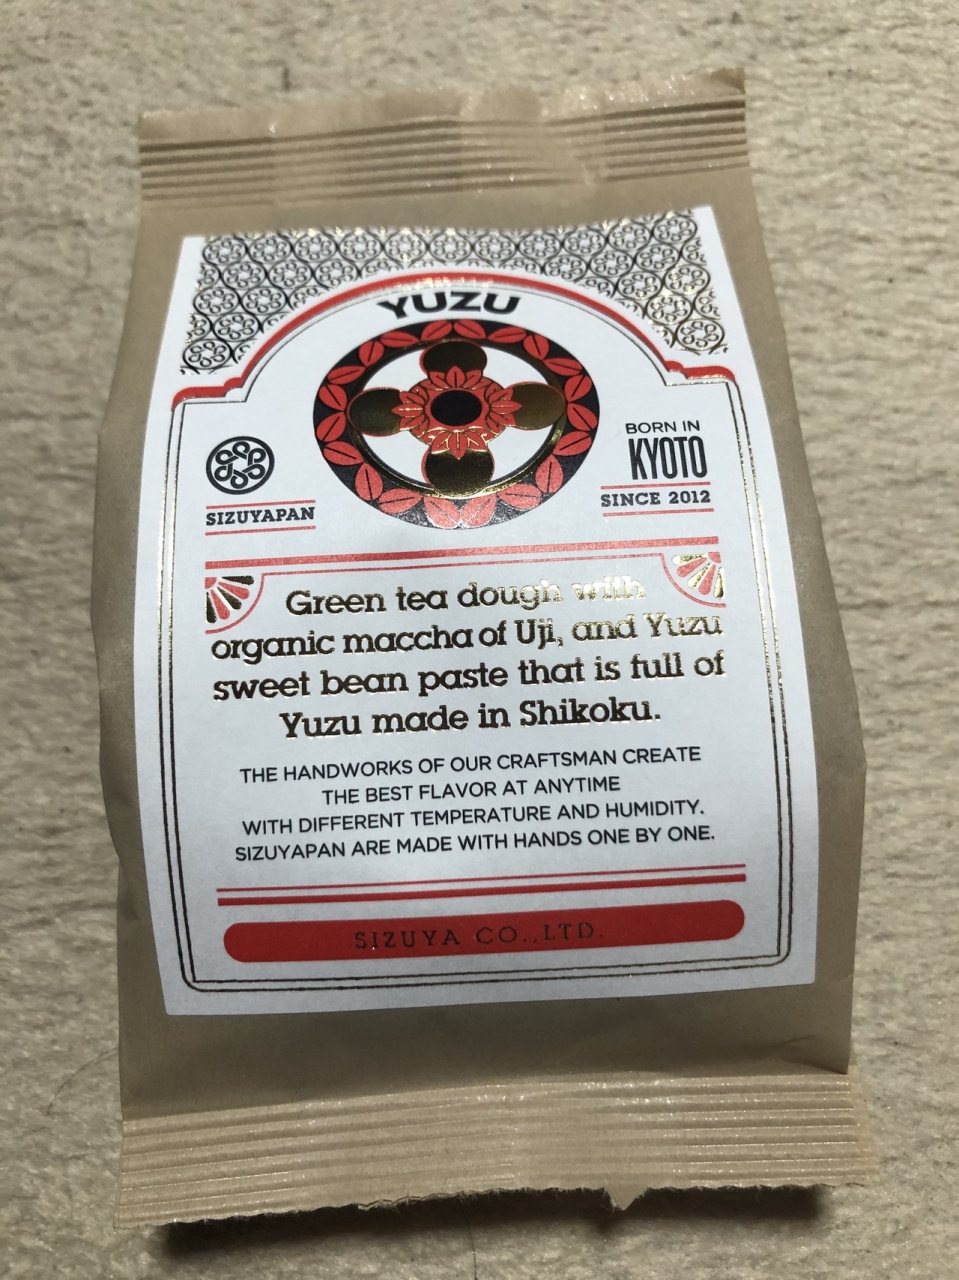 YUZU
SIZUYAPAN
BORN IN
KYOTO
SINCE 2012
Green tea dough with
organic maccha of Uji, and Yuzu
sweet bean paste that is full of
Yuzu made in Shikoku.
THE HANDWORKS OF OUR CRAFTSMAN CREATE
THE BEST FLAVOR AT ANYTIME
WITH DIFFERENT TEMPERATURE AND HUMIDITY.
SIZUYAPAN ARE MADE WITH HANDS ONE BY ONE.
SIZUYA CO.,LTD.